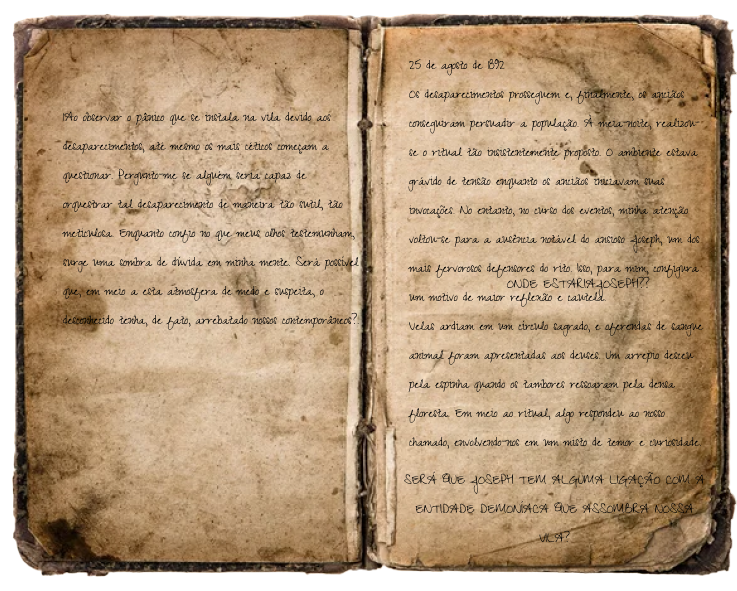 Ao observar o pânico que se instala na vila devido aos
desaparecimentos, até mesmo os mais céticos começam a
questionar. Pergunto-me se alguém seria capaz de
orquestrar tal desaparecimento de maneira tão sutil, tão
meticulosa. Enquanto confio no que meus olhos testemunham,
surge uma sombra de dúvida em minha mente. Será possível
que, em meio a esta atmosfera de medo e suspeita, o
desconhecido tenha, de fato, arrebatado nossos contemporâneos?
25 de agosto de 1892
Os desaparecimentos prosseguem e, finalmente, os anciãos
conseguiram persuadir a população. À meia-noite, realizou-
se o ritual tão insistentemente proposto. O ambiente estava
grávido de tensão enquanto os anciãos iniciavam suas
invocações. No entanto, no curso dos eventos, minha atenção
voltou-se para a ausência notável do ansioso Joseph, um dos
mais fervorosos defensores do rito. Isso, para mim, configura
ONDE ESTARIA JOSEPH??
um motivo de maior reflexão e cautela.
Velas ardiam em um círculo sagrado, e oferendas de sangue
animal foram apresentadas aos deuses. Um arrepio desceu
pela espinha quando os tambores ressoaram pela densa
floresta. Em meio ao ritual, algo respondeu ao nosso
chamado, envolvendo-nos em um misto de temor e curiosidade.
SERÁ QUE JOSEPH TEM ALGUMA LIGAÇÃO COM A
ENTIDADE DEMONÍACA QUE ASSOMBRA NOSSA
VILA?